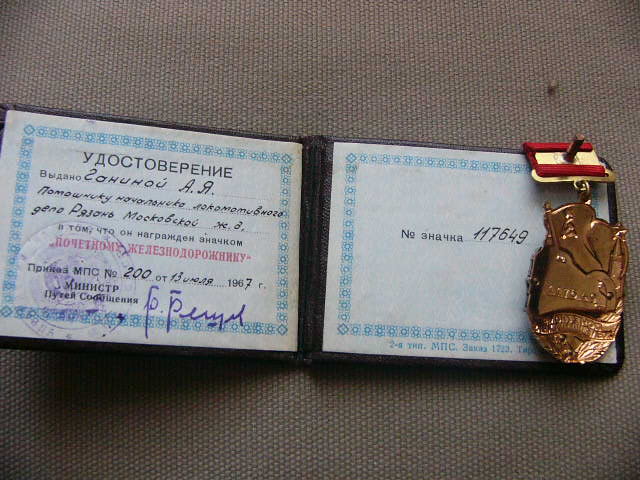 УДОСТОВЕРЕНИЕ
Выдано Ганиной А.Я.
Помошнику начальника локомотивного
депо Рязань Московской ж.д.
в том, что он награжден значком
"ПОЧЕТНОМУ ЖЕЛЕЗНОДОРОЖНИКУ"
Приказ МПС № 200 от 13 июля 1967 г.
МИНИСТР
Путей Сообщения
№ значка 117649
2-я тип. МПС. Заказ 1723.